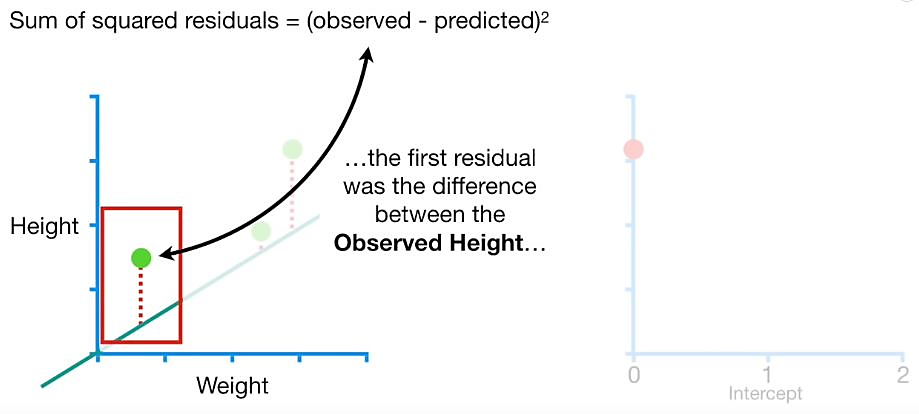 Sum of squared residuals = (observed - predicted)²
…the first residual
was the difference
between the
Observed Height…
Height
Weight
0 1 2
Intercept